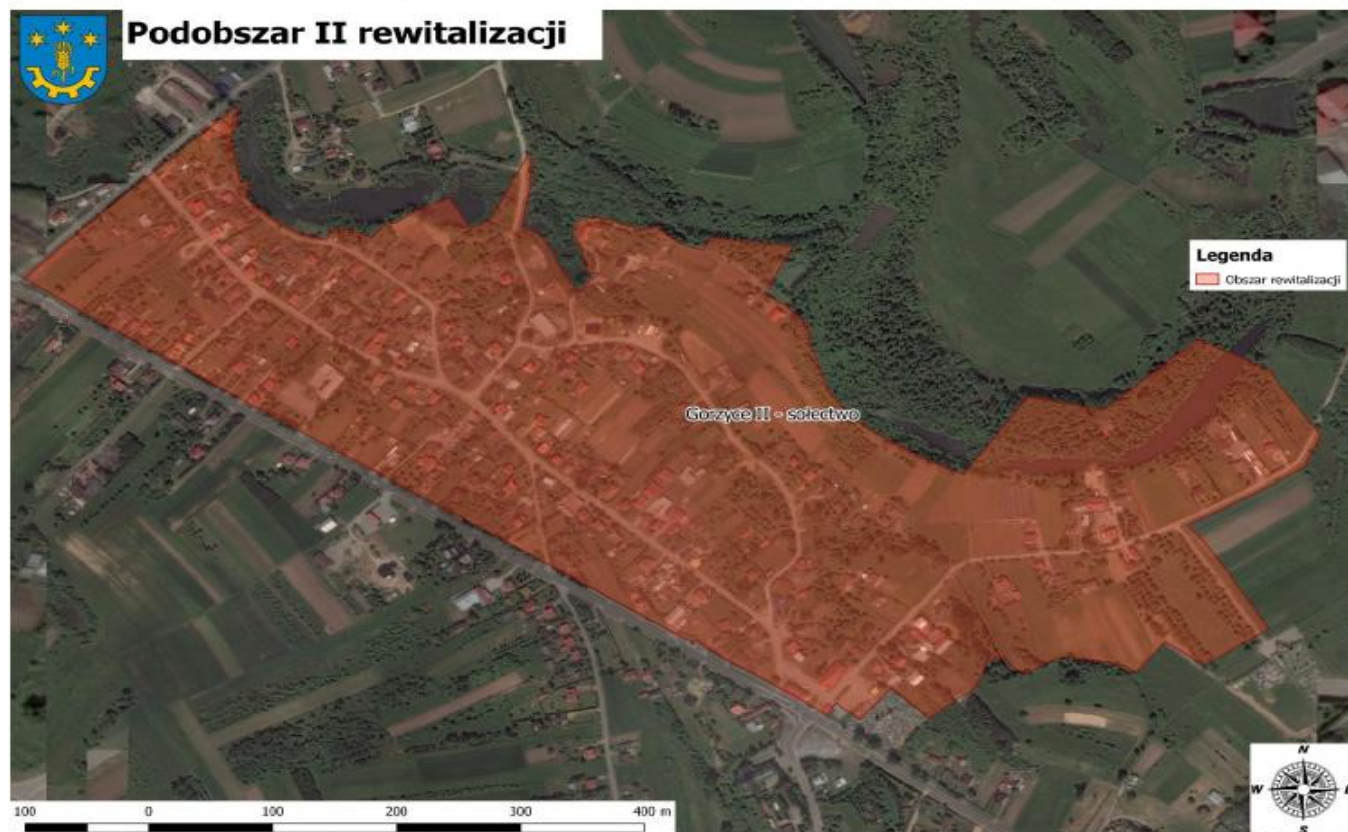 Podobszar II rewitalizacji
Legenda
Obszar rewitalizacji
Gorzyce II - sołectwo
100 0 100 200 300 400 m
N
W E
S